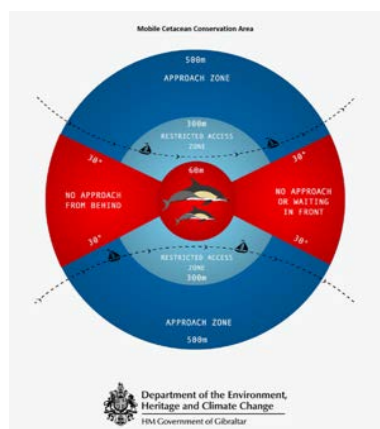 Mobile Cetacean Conservation Area
500m
APPROACH ZONE
300m
RESTRICTED ACCESS
ZONE
30°
30°
60m
NO APPROACH
FROM BEHIND
NO APPROACH
OR WAITING
IN FRONT
30°
30°
RESTRICTED ACCESS
ZONE
300m
APPROACH ZONE
500m
Department of the Environment,
Heritage and Climate Change
HM Government of Gibraltar